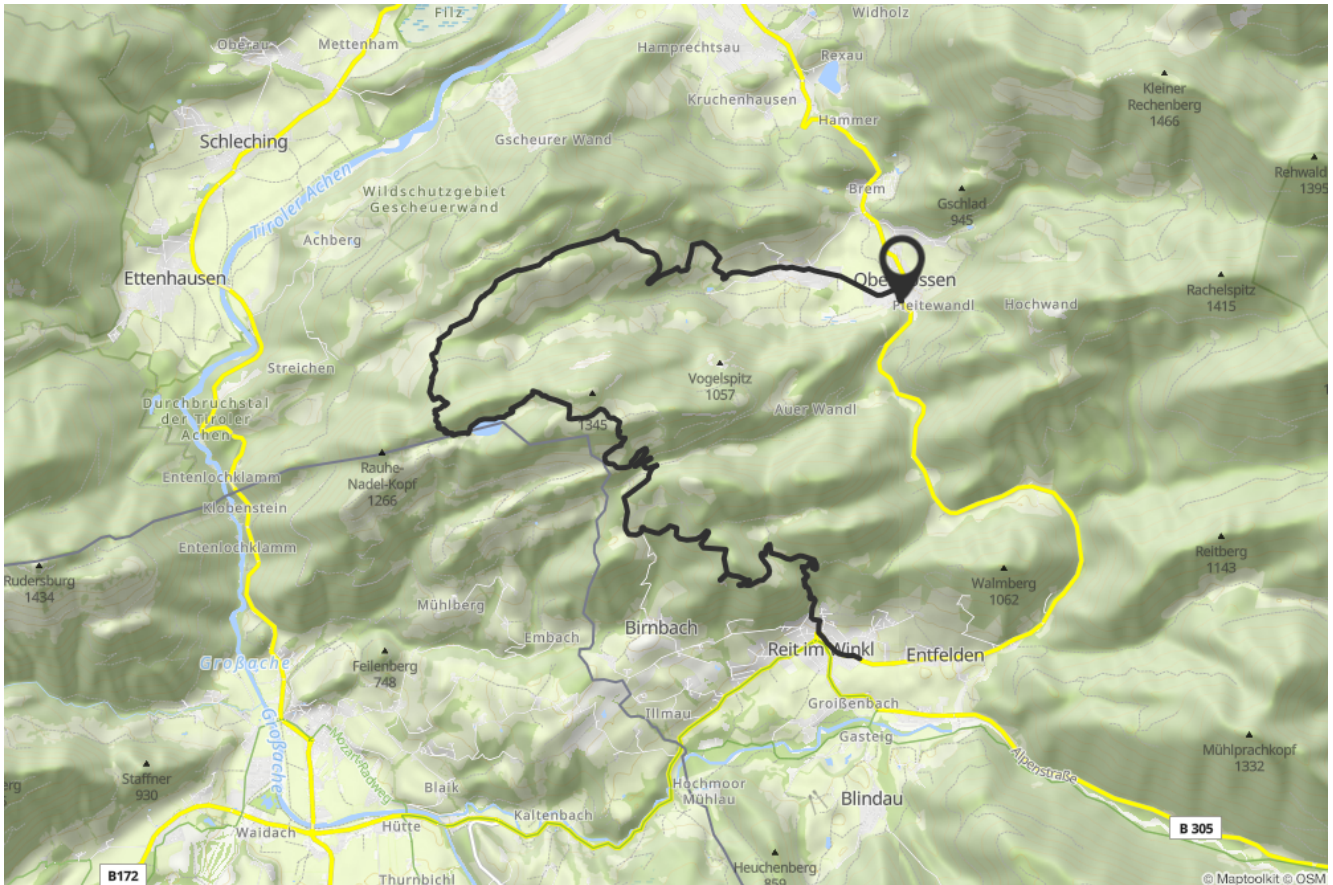 Filz
Widholz
Oberau
Mettenham
Hamprechtsau
Rexau
Kruchenhausen
Kleiner
Rechenberg
1466
Hammer
Schleching
Gscheurer Wand
Tiroler Achen
Rehwald
1395
Wildschutzgebiet
Gescheuerwand
Brem
Gschlad
945
Achberg
Ettenhausen
Pfeitewandl
Hochwand
Rachelspitz
1415
Streichen
Vogelspitz
1057
Durchbruchstal
der Tiroler
Achen
Auer Wandl
1345
Rauhe-
Nadel-Kopf
1266
Entenlochklamm
Klobenstein
Entenlochklamm
Reitberg
1143
Rudersburg
1434
Walmberg
1062
Mühlberg
Embach
Birnbach
Reit im Winkl
Entfelden
Großache
Feilenberg
748
Großache
Groißenbach
Illmau
Gasteig
Mozart-Radweg
Mühlprachkopf
1332
Alpenstraße
Staffner
930
Blaik
Hochmoor
Mühlau
Blindau
Kaltenbach
Hütte
Waidach
B 305
Heuchenberg
859
B172
Thurnbichl
© Maptoolkit © OSM